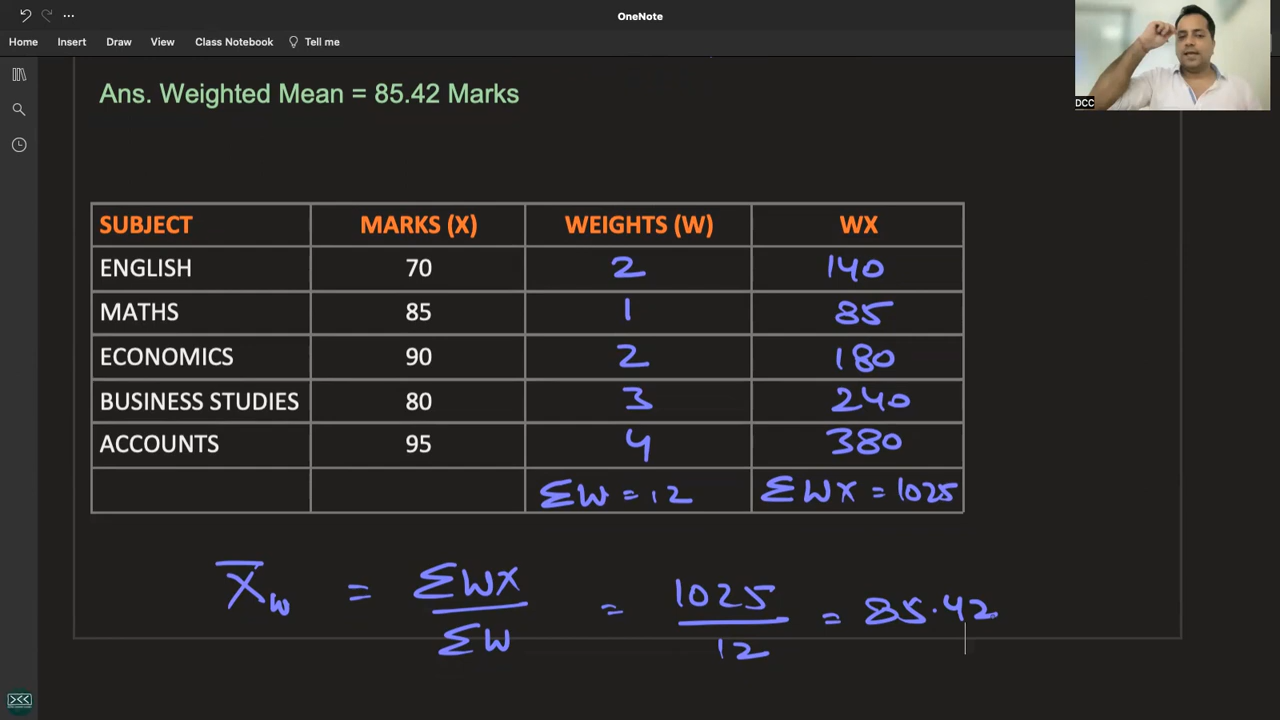 OneNote
Home Insert Draw View Class Notebook Tell me
DCC
Ans. Weighted Mean = 85.42 Marks
SUBJECT MARKS (X) WEIGHTS (W) WX
ENGLISH 70 2 140
MATHS 85 1 85
ECONOMICS 90 2 180
BUSINESS STUDIES 80 3 240
ACCOUNTS 95 4 380
ΣW = 12 ΣWX = 1025
X̅w = ΣWX / ΣW = 1025 / 12 = 85.42